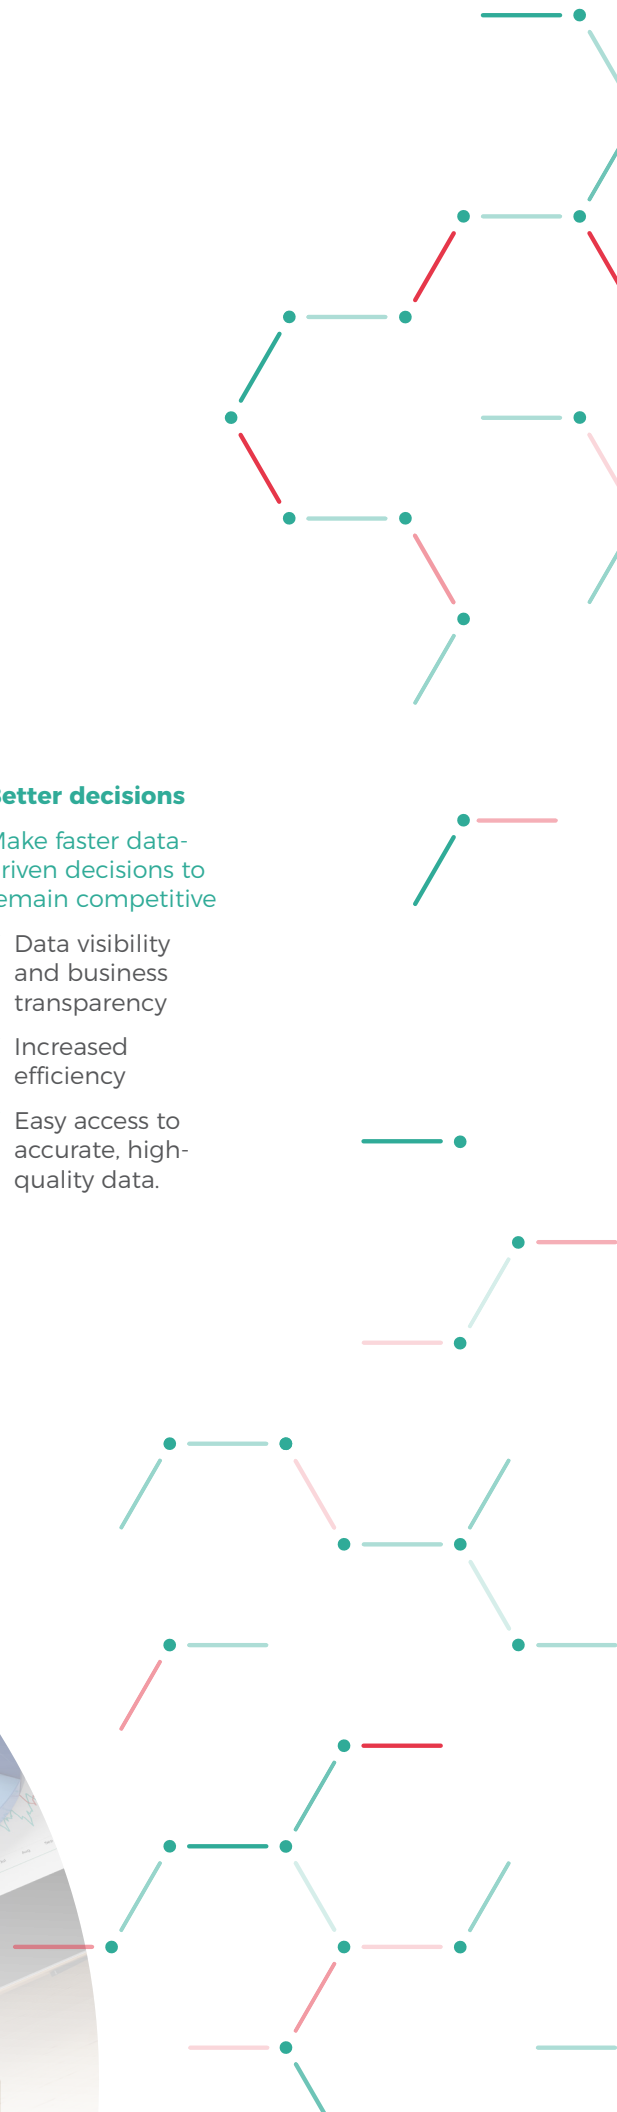 etter decisions
ake faster data-
riven decisions to
emain competitive
Data visibility
and business
transparency
Increased
efficiency
Easy access to
accurate, high-
quality data.